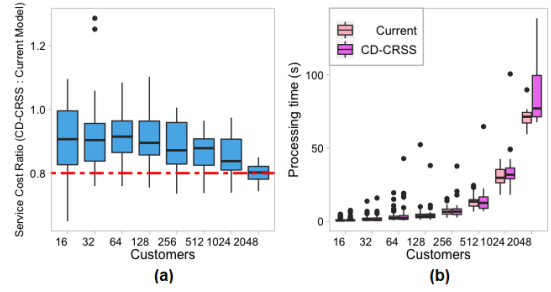 Service Cost Ratio (CD-CRSS : Current Model)
1.2
1.0
0.8
16 32 64 128 256 512 1024 2048
Customers
(a)
Current
CD-CRSS
Processing time (s)
100
50
0
16 32 64 128 256 512 1024 2048
Customers
(b)